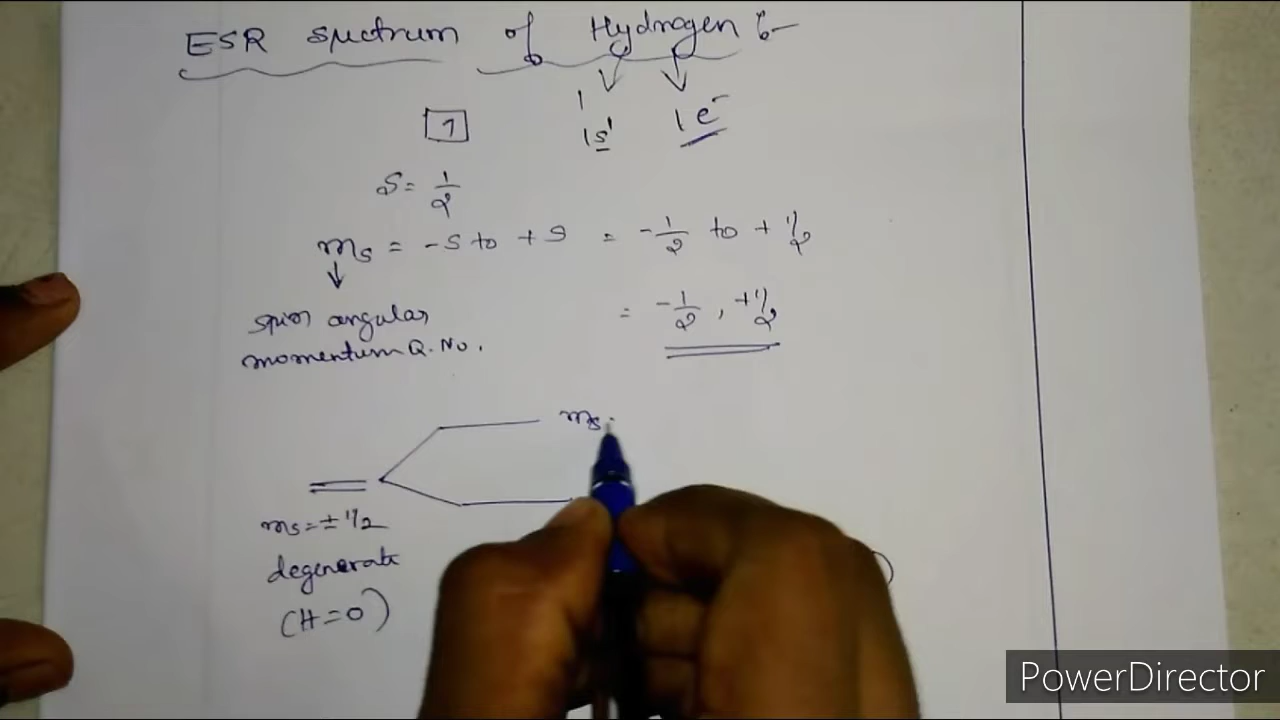 ESR spectrum of Hydrogen :-
1s¹ 1 e⁻
1
S = 1/2
ms = -s to + s = -1/2 to + 1/2
spin angular
momentum Q. No.
= -1/2 , +1/2
ms
ms = ± 1/2
degenerate
(H = 0)
PowerDirector